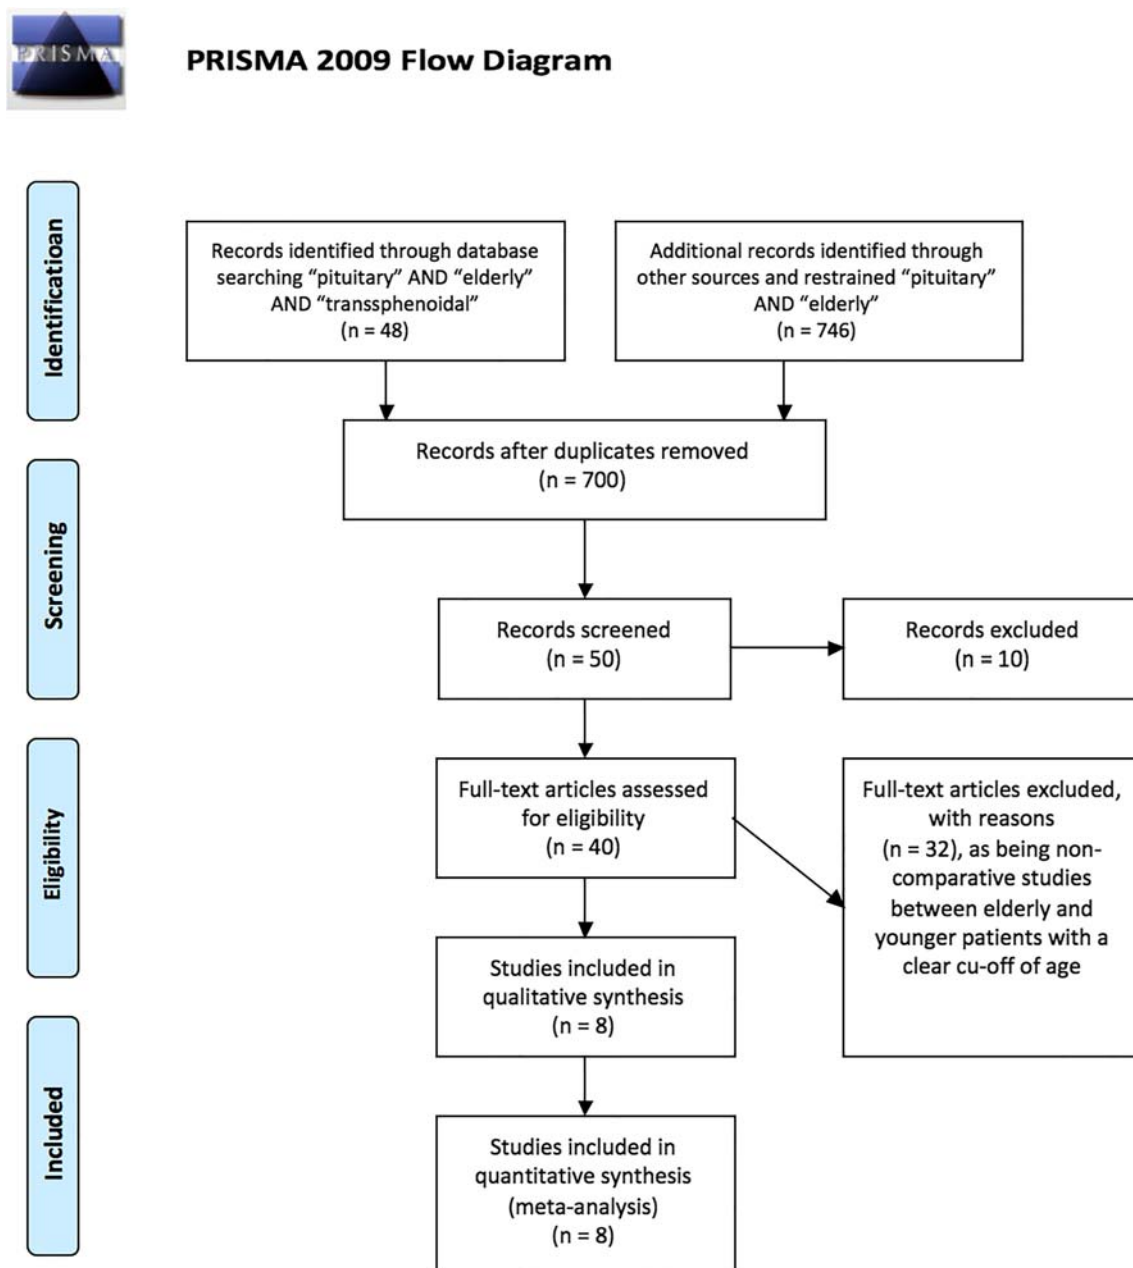 PRISMA
PRISMA 2009 Flow Diagram
Identificatioan
Records identified through database
searching “pituitary” AND “elderly”
AND “transsphenoidal”
(n = 48)
Additional records identified through
other sources and restrained “pituitary”
AND “elderly”
(n = 746)
Records after duplicates removed
(n = 700)
Screening
Records screened
(n = 50)
Records excluded
(n = 10)
Eligibility
Full-text articles assessed
for eligibility
(n = 40)
Full-text articles excluded,
with reasons
(n = 32), as being non-
comparative studies
between elderly and
younger patients with a
clear cu-off of age
Studies included in
qualitative synthesis
(n = 8)
Included
Studies included in
quantitative synthesis
(meta-analysis)
(n = 8)